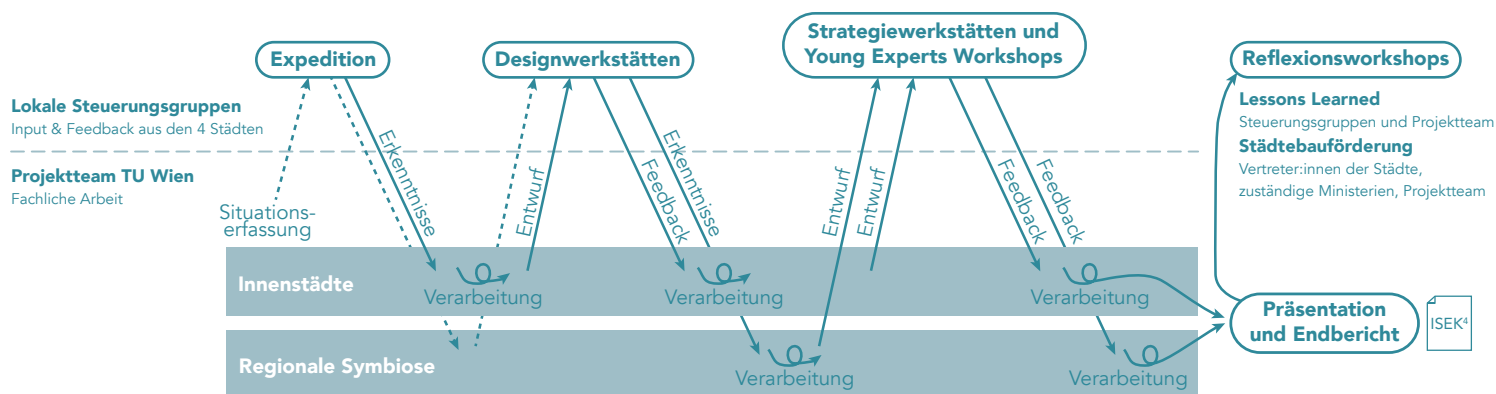 Expedition
Designwerkstätten
Strategiewerkstätten und
Young Experts Workshops
Reflexionsworkshops
Lessons Learned
Steuerungsgruppen und Projektteam
Städtebauförderung
Vertreter:innen der Städte,
zuständige Ministerien, Projektteam
Lokale Steuerungsgruppen
Input & Feedback aus den 4 Städten
Projektteam TU Wien
Fachliche Arbeit
Situations-
erfassung
Erkenntnisse
Entwurf
Feedback
Erkenntnisse
Entwurf
Entwurf
Feedback
Feedback
Innenstädte
Verarbeitung
Verarbeitung
Verarbeitung
Regionale Symbiose
Verarbeitung
Verarbeitung
Präsentation
und Endbericht
ISEK⁴